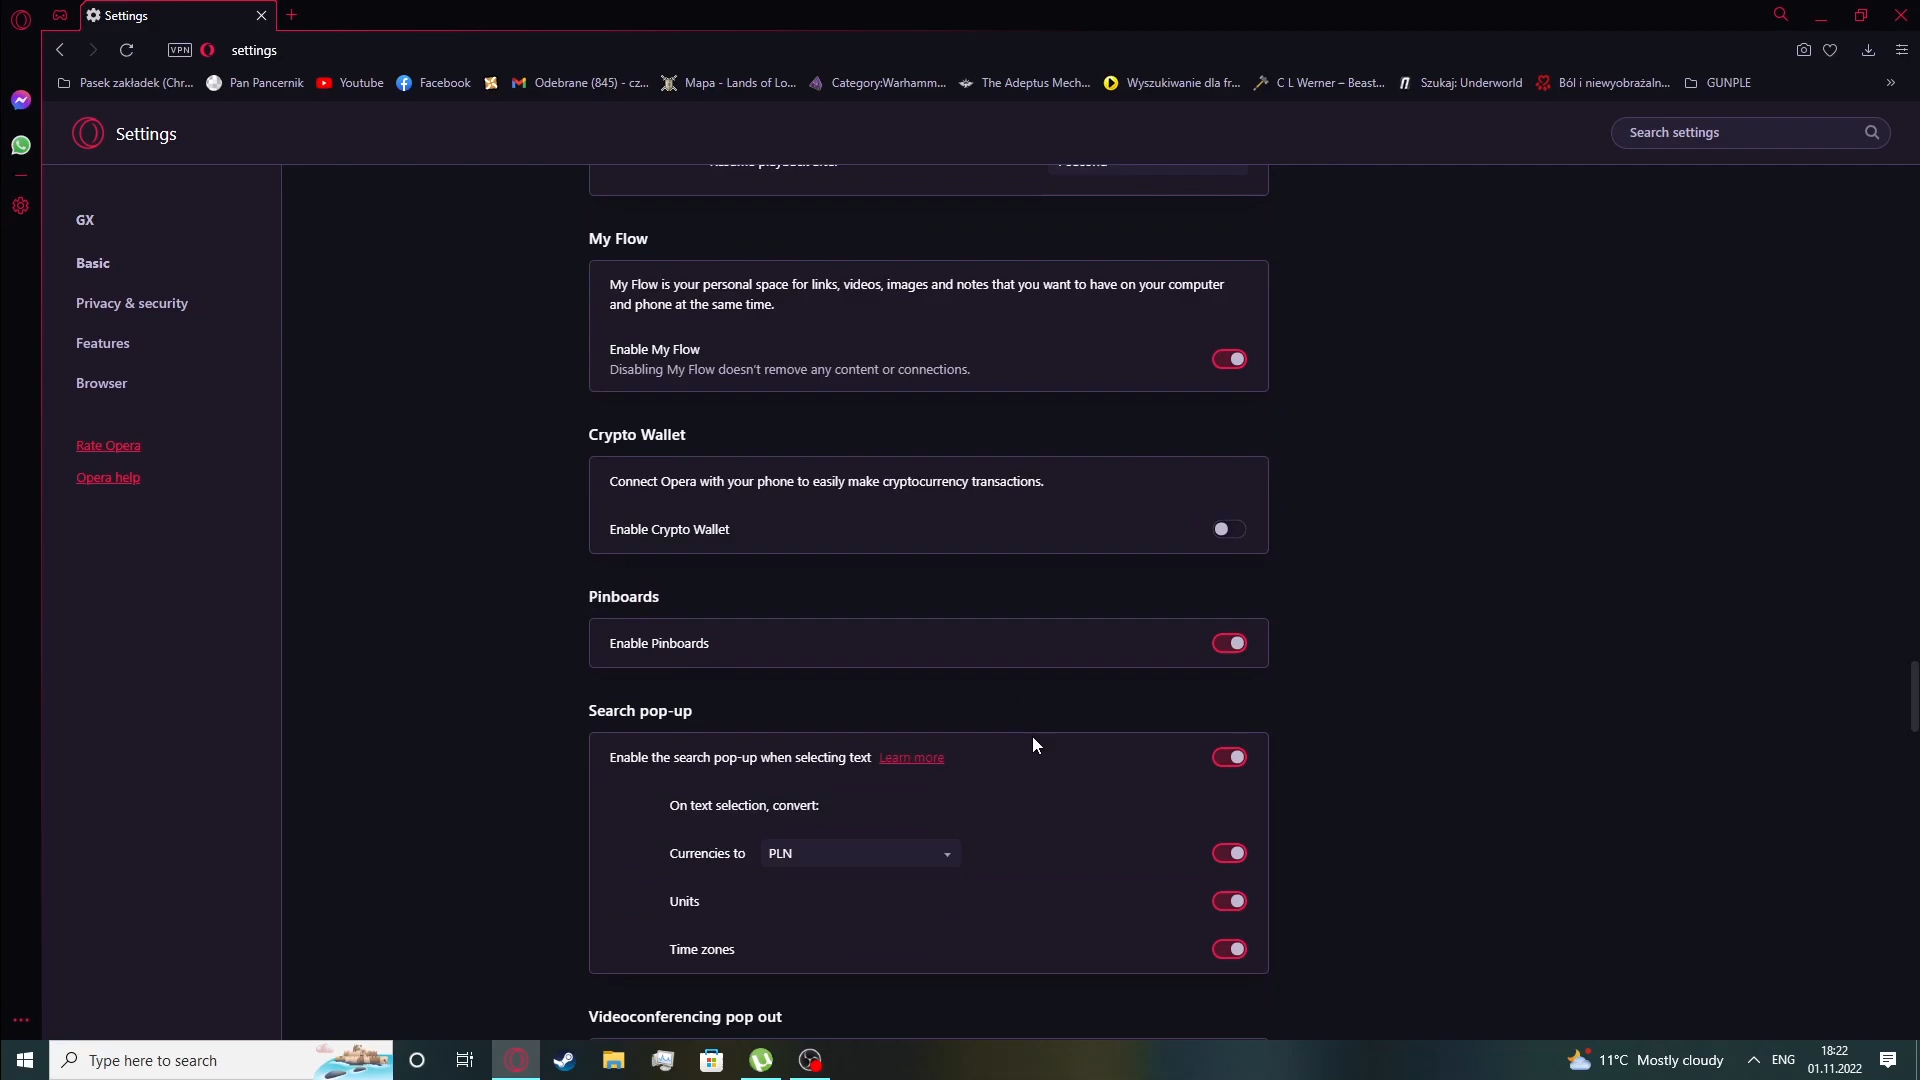 Settings
VPN
settings
Pasek zakładek (Chr...
Pan Pancernik
Youtube
Facebook
Odebrane (845) - cz...
Mapa - Lands of Lo...
Category:Warhamm...
The Adeptus Mech...
Wyszukiwanie dla fr...
C L Werner – Beast...
Szukaj: Underworld
Ból i niewyobrażaln...
GUNPLE
»
Settings
Search settings
GX
Basic
Privacy & security
Features
Browser
Rate Opera
Opera help
My Flow
My Flow is your personal space for links, videos, images and notes that you want to have on your computer
and phone at the same time.
Enable My Flow
Disabling My Flow doesn't remove any content or connections.
Crypto Wallet
Connect Opera with your phone to easily make cryptocurrency transactions.
Enable Crypto Wallet
Pinboards
Enable Pinboards
Search pop-up
Enable the search pop-up when selecting text Learn more
On text selection, convert:
Currencies to PLN
Units
Time zones
Videoconferencing pop out
Type here to search
11°C Mostly cloudy
ENG
18:22
01.11.2022